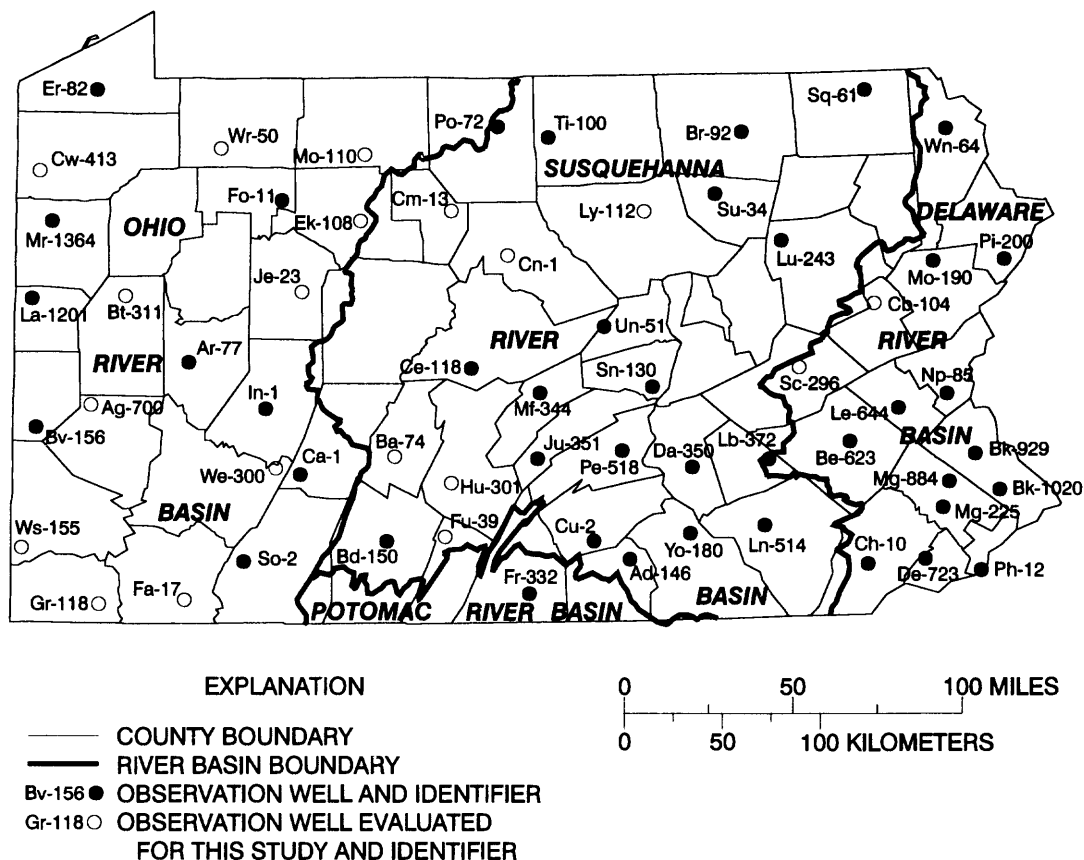 Er-82
Sq-61
Po-72
Ti-100
Br-92
Wn-64
Wr-50
Mo-110
Cw-413
SUSQUEHANNA
Fo-11
Cm-13
Su-34
Ly-112
Ek-108
DELAWARE
OHIO
Mr-1364
Pi-200
Lu-243
Mo-190
Cn-1
Je-23
La-1201
Bt-311
Cb-104
Un-51
RIVER
RIVER
Ar-77
RIVER
Ce-118
Sn-130
Sc-296
Np-85
In-1
Mf-344
Le-644
Ag-700
Bv-156
BASIN
Ba-74
Ju-351
Pe-518
Da-350
Lb-372
Be-623
Bk-929
Ca-1
We-300
Mg-884
Hu-301
Bk-1020
BASIN
Mg-225
Ws-155
Fu-39
Cu-2
Yo-180
Ln-514
Ch-10
So-2
Bd-150
Ad-146
De-723
Ph-12
Fr-332
Gr-118
Fa-17
BASIN
POTOMAC RIVER BASIN
EXPLANATION
COUNTY BOUNDARY
RIVER BASIN BOUNDARY
Bv-156 OBSERVATION WELL AND IDENTIFIER
Gr-118 OBSERVATION WELL EVALUATED
FOR THIS STUDY AND IDENTIFIER
0 50 100 MILES
0 50 100 KILOMETERS